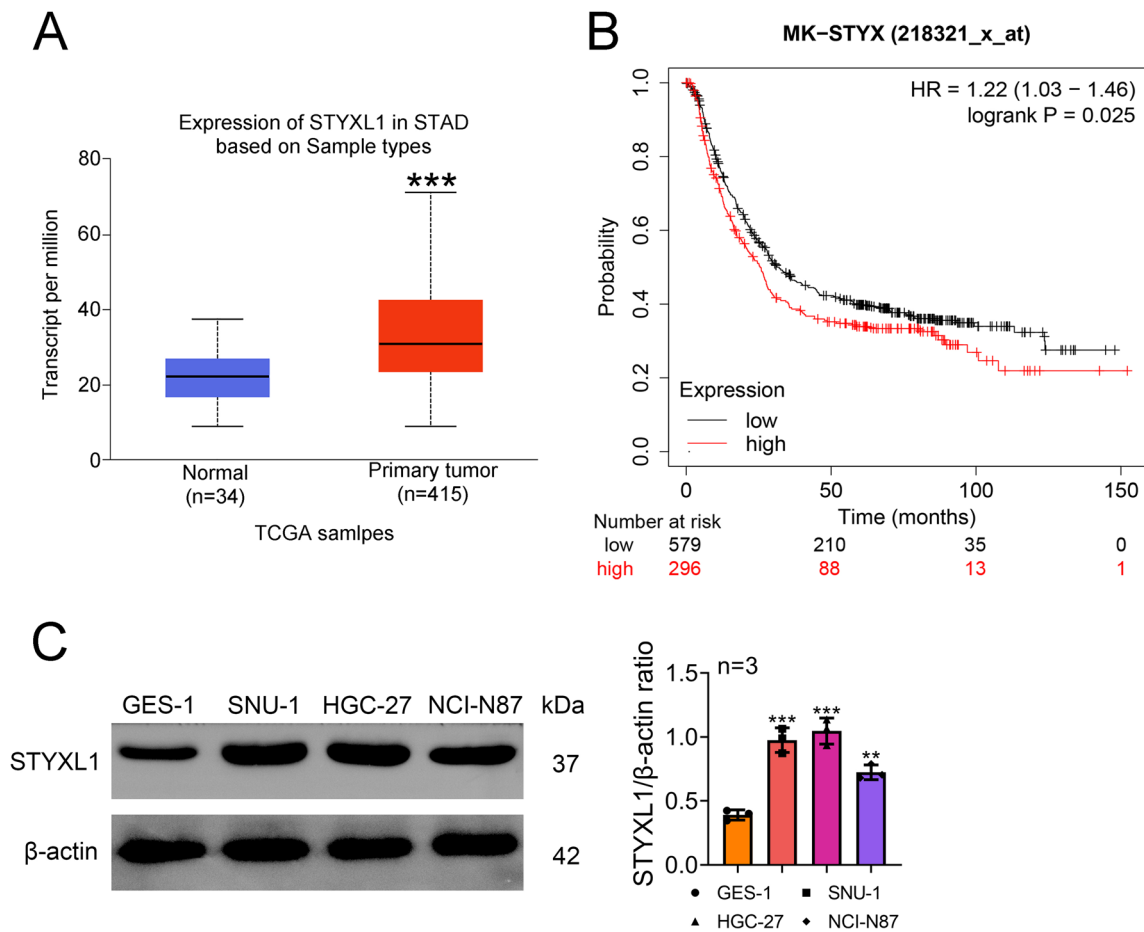 A
Expression of STYXL1 in STAD
based on Sample types
Transcript per million
80
60
40
20
0
***
Normal
(n=34)
Primary tumor
(n=415)
TCGA samlpes
B
MK−STYX (218321_x_at)
HR = 1.22 (1.03 − 1.46)
logrank P = 0.025
Probability
1.0
0.8
0.6
0.4
0.2
0.0
Expression
low
high
0 50 100 150
Time (months)
Number at risk
low 579 210 35 0
high 296 88 13 1
C
GES-1 SNU-1 HGC-27 NCI-N87 kDa
STYXL1 37
β-actin 42
STYXL1/β-actin ratio
n=3
1.5
1.0
0.5
0.0
*** *** **
GES-1 SNU-1
HGC-27 NCI-N87